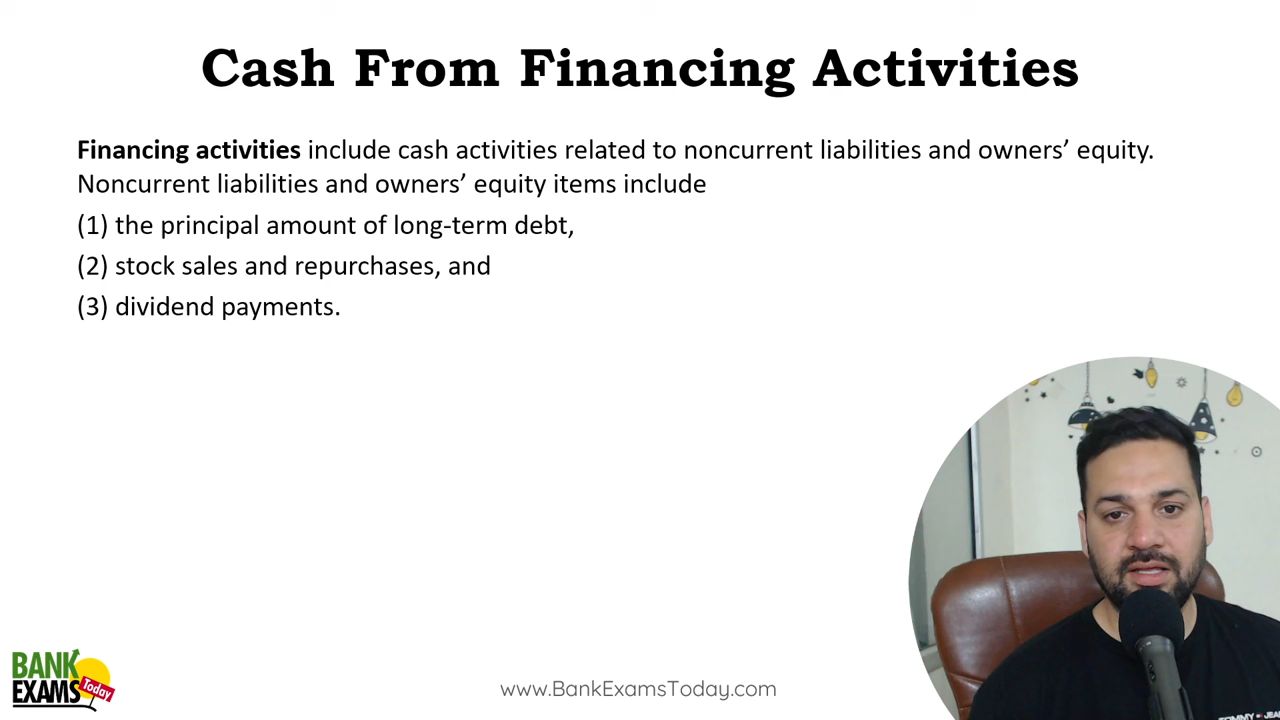 Cash From Financing Activities
Financing activities include cash activities related to noncurrent liabilities and owners’ equity.
Noncurrent liabilities and owners’ equity items include
(1) the principal amount of long-term debt,
(2) stock sales and repurchases, and
(3) dividend payments.
BANK
EXAMS Today
www.BankExamsToday.com